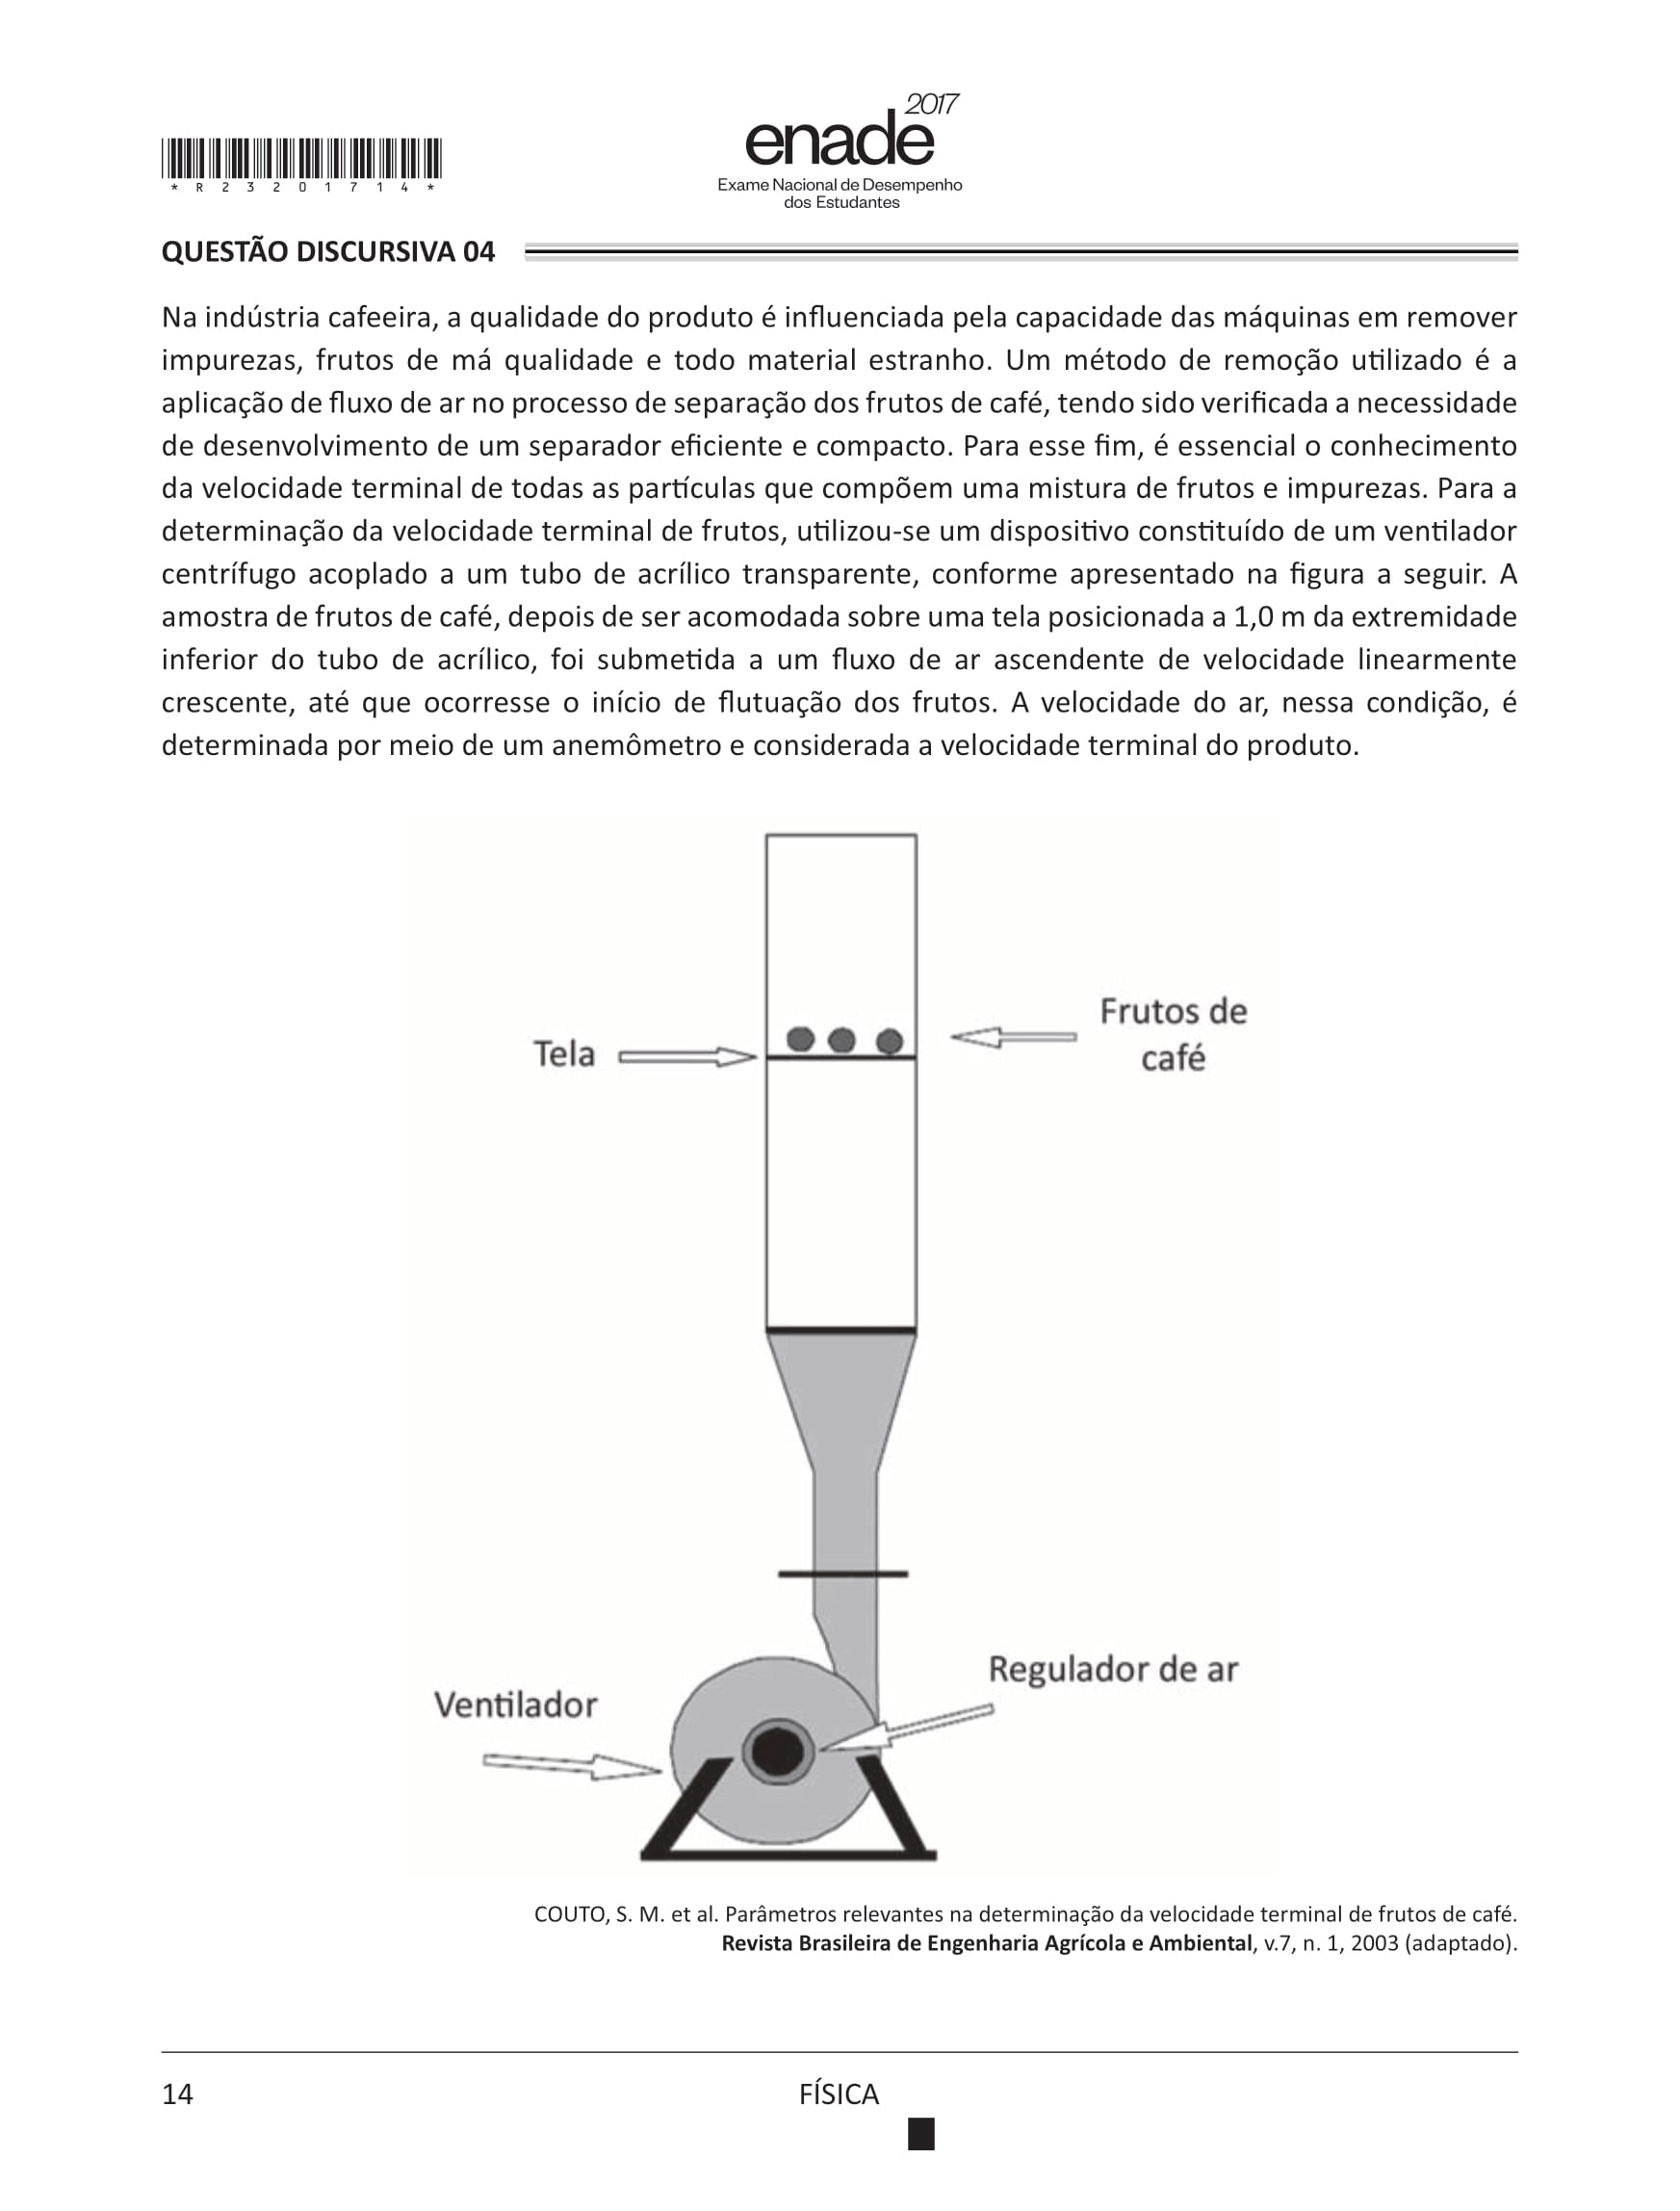 2017
enade
Exame Nacional de Desempenho
dos Estudantes
* R 2 3 2 0 1 7 1 4 *
QUESTÃO DISCURSIVA 04
Na indústria cafeeira, a qualidade do produto é influenciada pela capacidade das máquinas em remover
impurezas, frutos de má qualidade e todo material estranho. Um método de remoção utilizado é a
aplicação de fluxo de ar no processo de separação dos frutos de café, tendo sido verificada a necessidade
de desenvolvimento de um separador eficiente e compacto. Para esse fim, é essencial o conhecimento
da velocidade terminal de todas as partículas que compõem uma mistura de frutos e impurezas. Para a
determinação da velocidade terminal de frutos, utilizou-se um dispositivo constituído de um ventilador
centrífugo acoplado a um tubo de acrílico transparente, conforme apresentado na figura a seguir. A
amostra de frutos de café, depois de ser acomodada sobre uma tela posicionada a 1,0 m da extremidade
inferior do tubo de acrílico, foi submetida a um fluxo de ar ascendente de velocidade linearmente
crescente, até que ocorresse o início de flutuação dos frutos. A velocidade do ar, nessa condição, é
determinada por meio de um anemômetro e considerada a velocidade terminal do produto.
Frutos de
café
Tela
Regulador de ar
Ventilador
COUTO, S. M. et al. Parâmetros relevantes na determinação da velocidade terminal de frutos de café.
Revista Brasileira de Engenharia Agrícola e Ambiental, v.7, n. 1, 2003 (adaptado).
14
FÍSICA